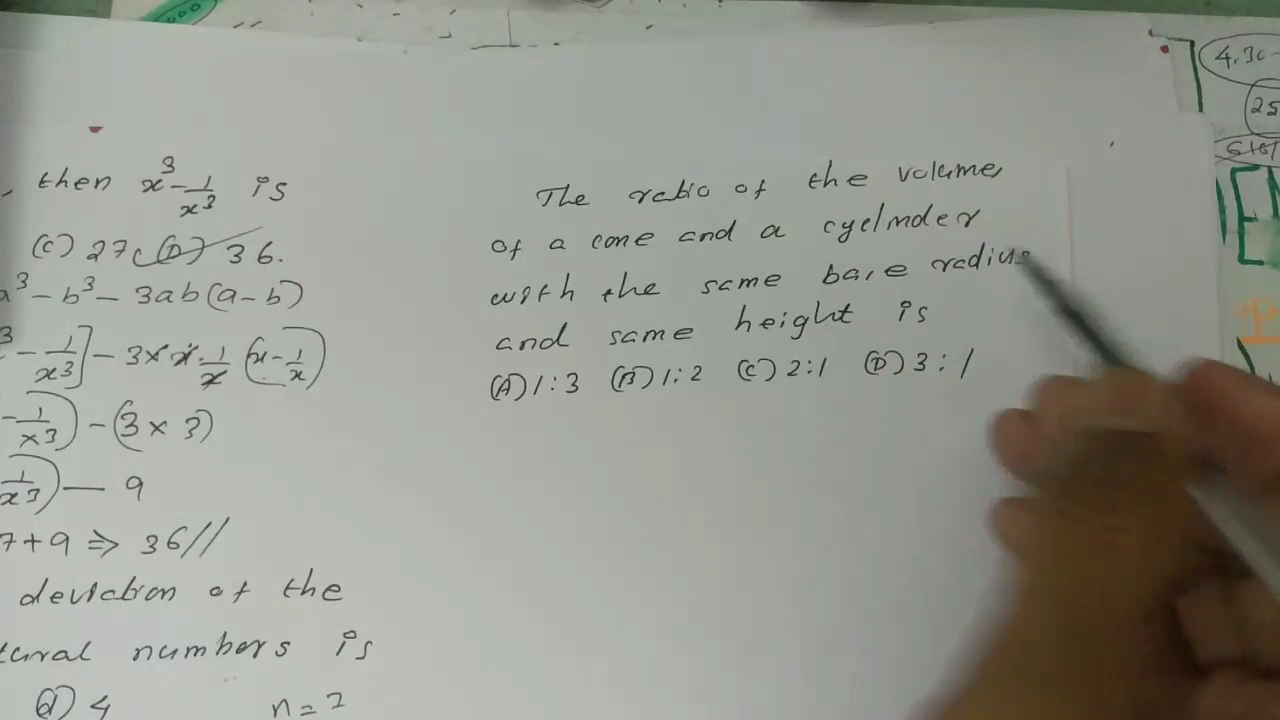 , then x³ - 1/x³ is
(C) 27 (D) 36.
a³ - b³ - 3ab(a - b)
³ - 1/x³] - 3 × x · 1/x (x - 1/x)
- 1/x³) - (3 × 3)
1/x³) — 9
7 + 9 ⇒ 36//
deviation of the
tural numbers is
(d) 4 n = 7
The ratio of the volume
of a cone and a cyelnder
with the same base radius
and same height is
(A) 1 : 3 (B) 1 : 2 (C) 2 : 1 (D) 3 : 1
4.30 -
25